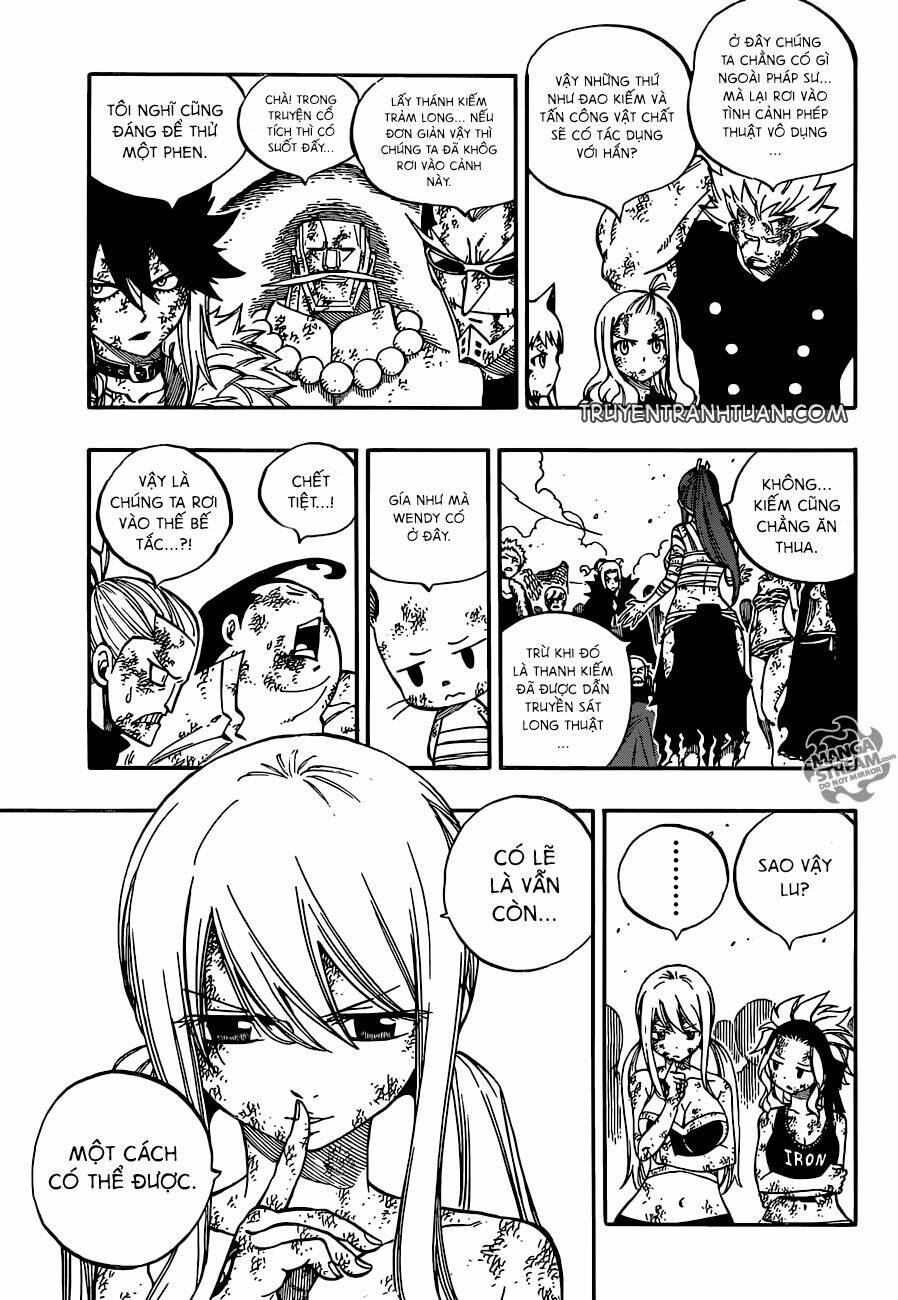 Ở ĐÂY CHÚNG
TA CHẲNG CÓ GÌ
NGOÀI PHÁP SƯ...
MÀ LẠI RƠI VÀO
TÌNH CẢNH PHÉP
THUẬT VÔ DỤNG
...
VẬY NHỮNG THỨ
NHƯ ĐAO KIẾM VÀ
TẤN CÔNG VẬT CHẤT
SẼ CÓ TÁC DỤNG
VỚI HẮN?
LẤY THÁNH KIẾM
TRẢM LONG... NẾU
ĐƠN GIẢN VẬY THÌ
CHÚNG TA ĐÃ KHÔG
RƠI VÀO CẢNH
NÀY.
CHÀ! TRONG
TRUYỆN CỔ
TÍCH THÌ CÓ
SUỐT ĐẤY...
TÔI NGHĨ CŨNG
ĐÁNG ĐỂ THỬ
MỘT PHEN.
TRUYENTRANHTUAN.COM
KHÔNG...
KIẾM CŨNG
CHẲNG ĂN
THUA.
TRỪ KHI ĐÓ
LÀ THANH KIẾM
ĐÃ ĐƯỢC DẪN
TRUYỀN SÁT
LONG THUẬT
...
GÍA NHƯ MÀ
WENDY CÓ
Ở ĐÂY.
CHẾT
TIỆT...!
VẬY LÀ
CHÚNG TA RƠI
VÀO THẾ BẾ
TẮC...?!
MANGA
STREAM.com
DO NOT MIRROR
SAO VẬY
LU?
........
IRON
CÓ LẼ
LÀ VẪN
CÒN...
MỘT CÁCH
CÓ THỂ ĐƯỢC.